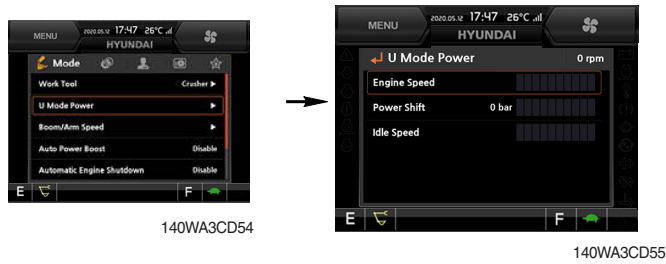 MENU
2020.05.12 17:47 26°C
HYUNDAI
Mode
Work Tool Crusher ▶
U Mode Power ▶
Boom/Arm Speed ▶
Auto Power Boost Disable
Automatic Engine Shutdown Disable
E F
140WA3CD54
MENU
2020.05.12 17:47 26°C
HYUNDAI
U Mode Power 0 rpm
Engine Speed
Power Shift 0 bar
Idle Speed
E F
140WA3CD55